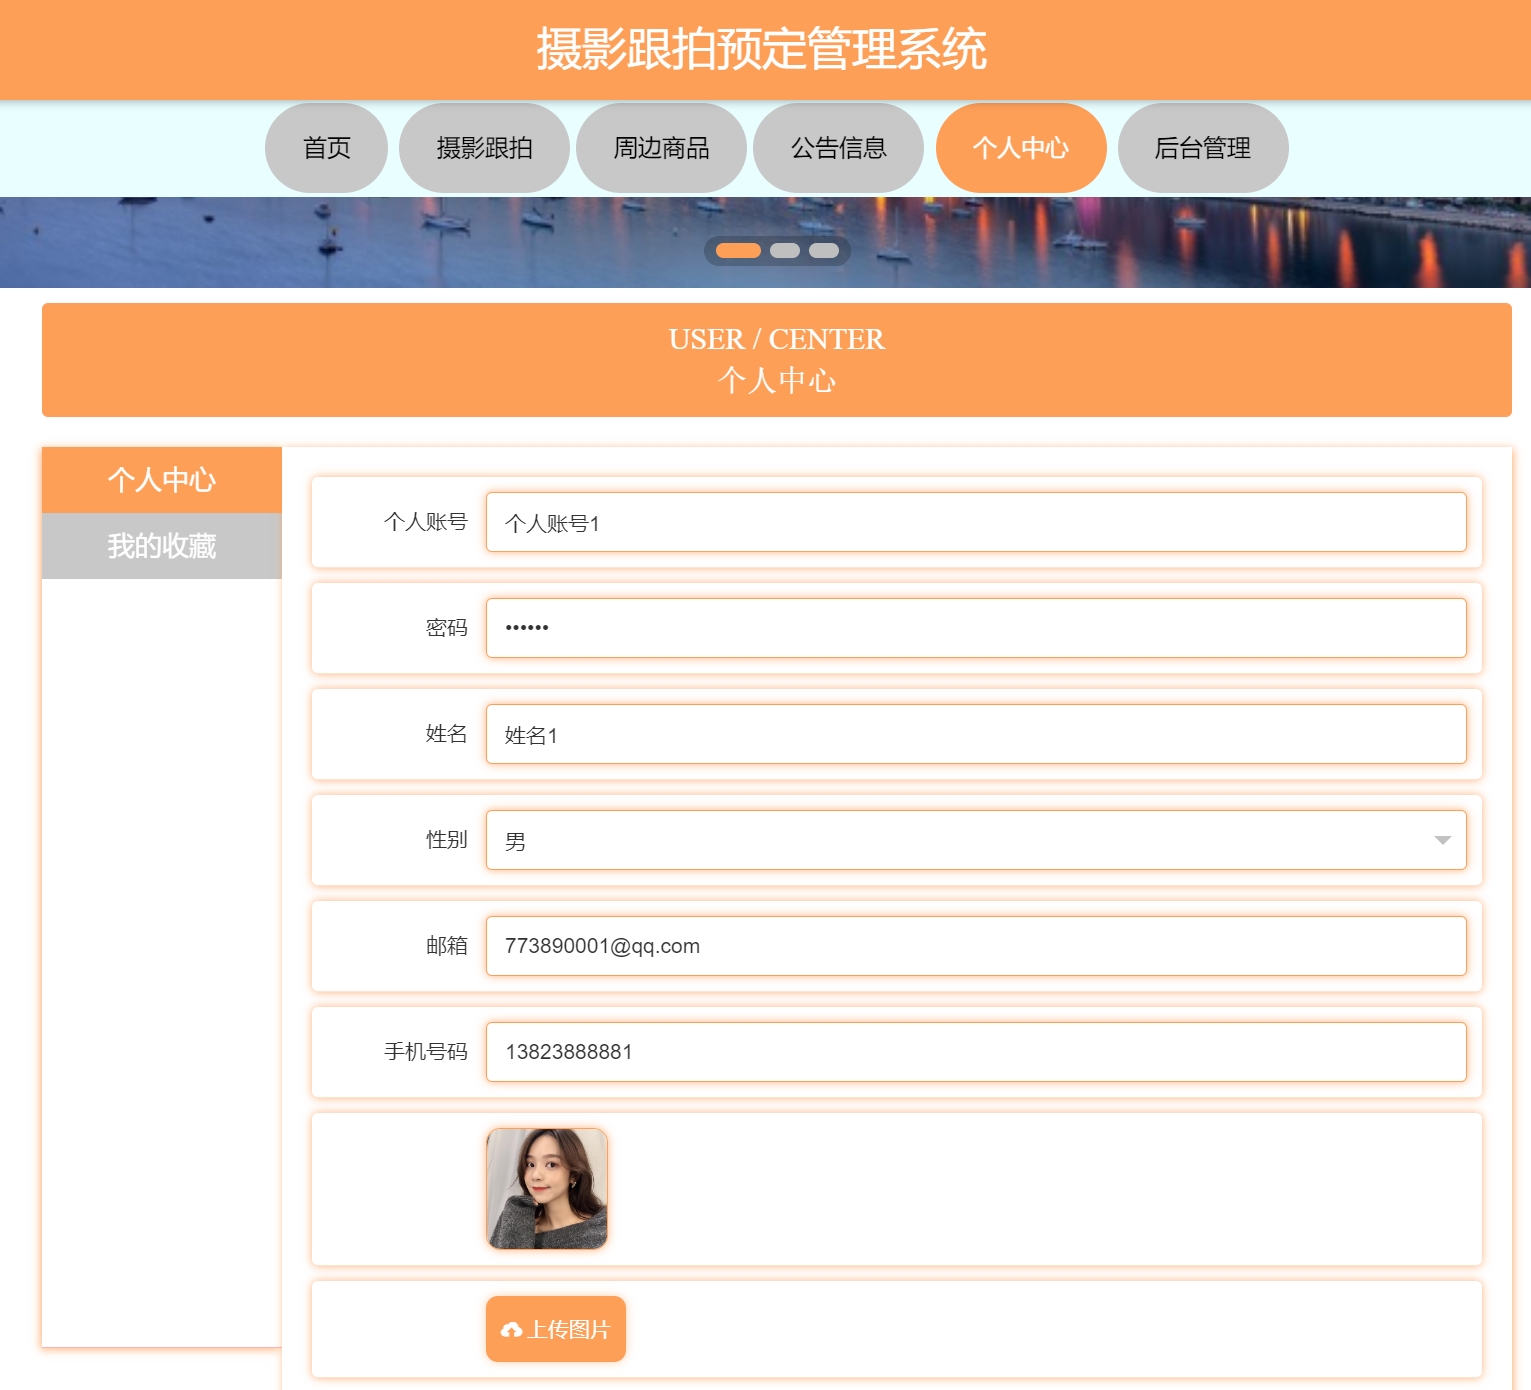 摄影跟拍预定管理系统
首页 摄影跟拍 周边商品 公告信息 个人中心 后台管理
USER / CENTER
个人中心
个人中心
我的收藏
个人账号 个人账号1
密码 ••••••
姓名 姓名1
性别 男
邮箱 773890001@qq.com
手机号码 13823888881
上传图片